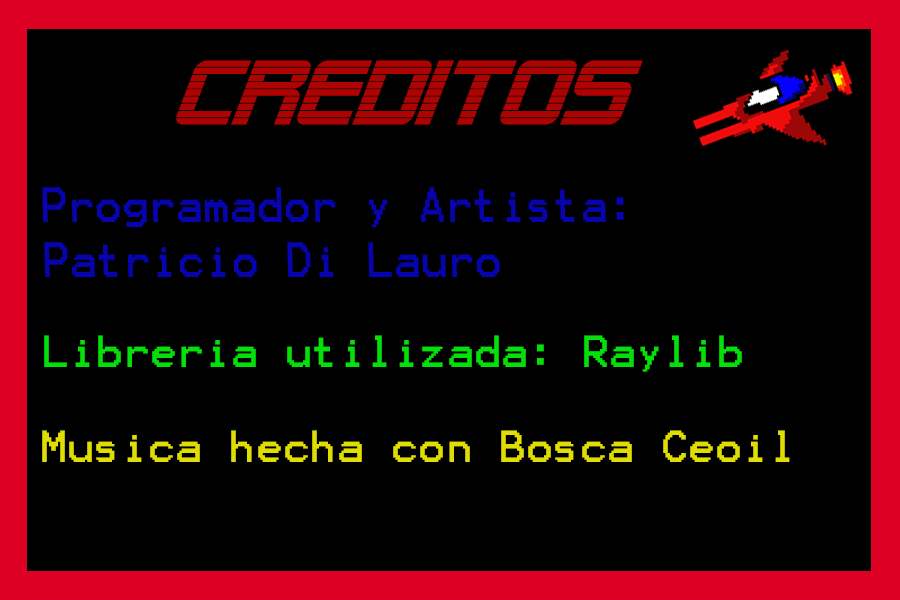 CREDITOS
Programador y Artista:
Patricio Di Lauro
Libreria utilizada: Raylib
Musica hecha con Bosca Ceoil